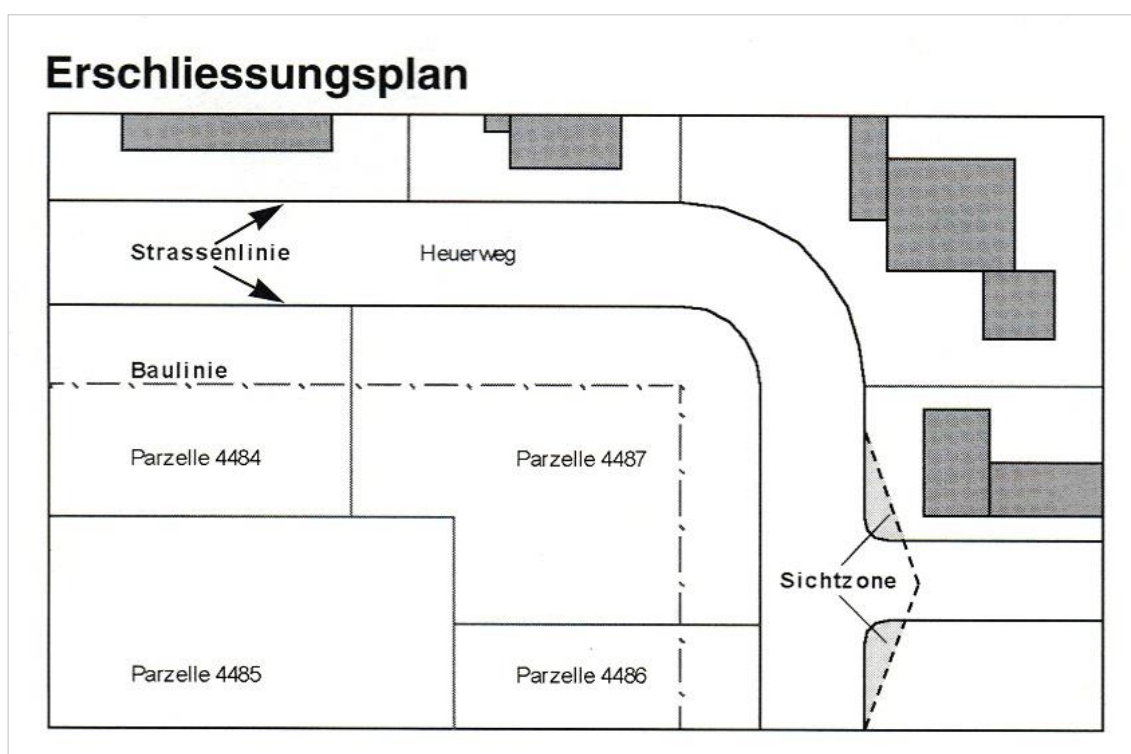 Erschliessungsplan
Strassenlinie
Heuerweg
Baulinie
Parzelle 4484
Parzelle 4487
Sichtzone
Parzelle 4485
Parzelle 4486